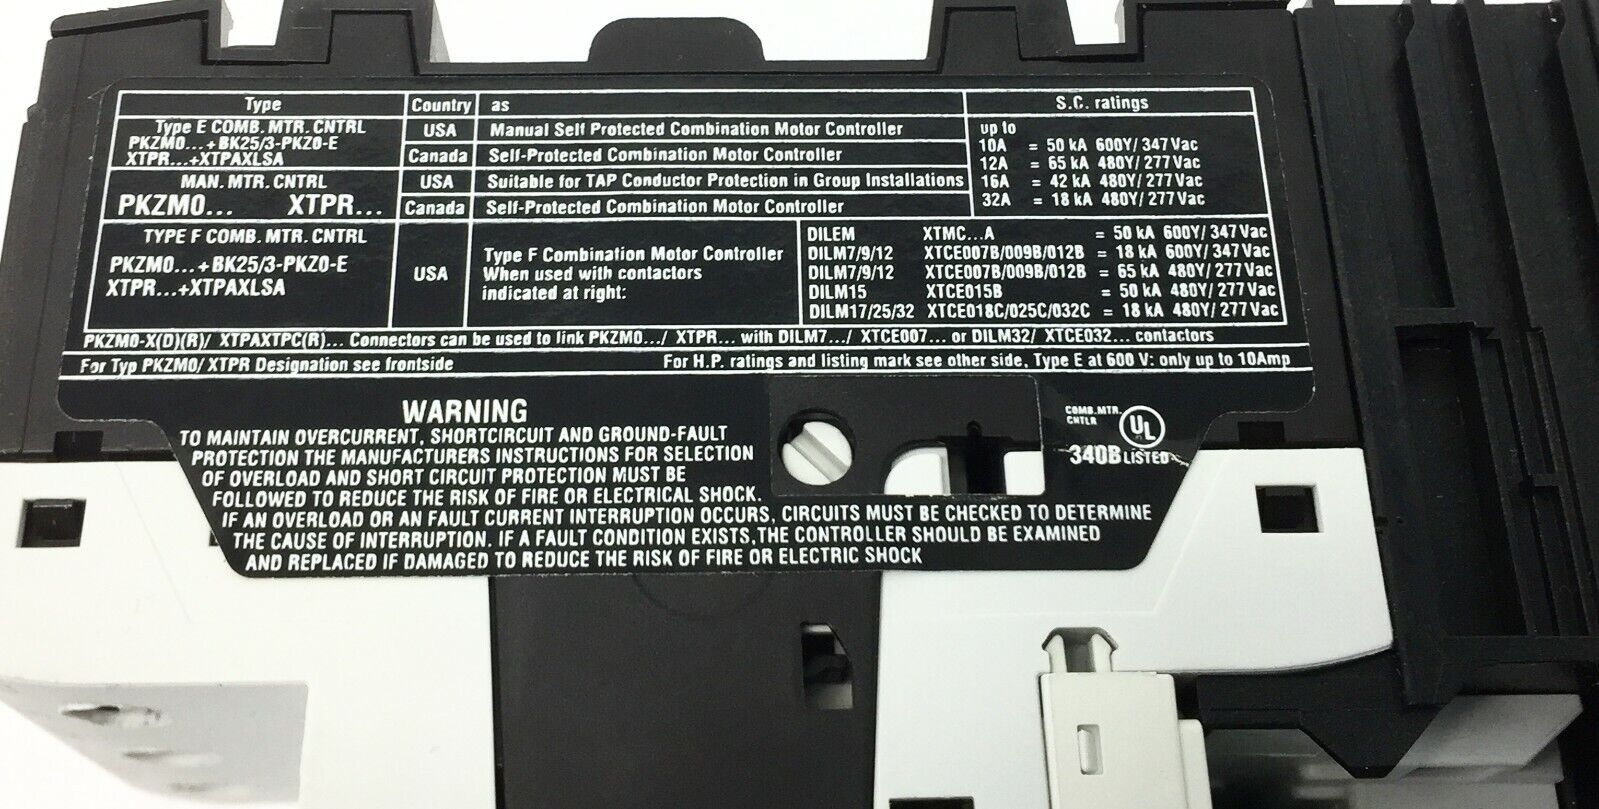 Type Country as S.C. ratings
Type E COMB. MTR. CNTRL
PKZM0...+BK25/3-PKZ0-E
XTPR...+XTPAXLSA
USA Manual Self Protected Combination Motor Controller
Canada Self-Protected Combination Motor Controller
MAN. MTR. CNTRL
PKZM0... XTPR...
USA Suitable for TAP Conductor Protection in Group Installations
Canada Self-Protected Combination Motor Controller
up to
10A = 50 kA 600Y/ 347 Vac
12A = 65 kA 480Y/ 277 Vac
16A = 42 kA 480Y/ 277 Vac
32A = 18 kA 480Y/ 277 Vac
TYPE F COMB. MTR. CNTRL
PKZM0...+BK25/3-PKZ0-E
XTPR...+XTPAXLSA
USA
Type F Combination Motor Controller
When used with contactors
indicated at right:
DILEM XTMC...A = 50 kA 600Y/ 347 Vac
DILM7/9/12 XTCE007B/009B/012B = 18 kA 600Y/ 347 Vac
DILM7/9/12 XTCE007B/009B/012B = 65 kA 480Y/ 277 Vac
DILM15 XTCE015B = 50 kA 480Y/ 277 Vac
DILM17/25/32 XTCE018C/025C/032C = 18 kA 480Y/ 277 Vac
PKZM0-X(D)(R)/ XTPAXTPC(R)... Connectors can be used to link PKZM0.../ XTPR... with DILM7.../ XTCE007... or DILM32/ XTCE032... contactors
For Typ PKZM0/ XTPR Designation see frontside For H.P. ratings and listing mark see other side, Type E at 600 V: only up to 10Amp
WARNING
TO MAINTAIN OVERCURRENT, SHORTCIRCUIT AND GROUND-FAULT
PROTECTION THE MANUFACTURERS INSTRUCTIONS FOR SELECTION
OF OVERLOAD AND SHORT CIRCUIT PROTECTION MUST BE
FOLLOWED TO REDUCE THE RISK OF FIRE OR ELECTRICAL SHOCK.
IF AN OVERLOAD OR AN FAULT CURRENT INTERRUPTION OCCURS, CIRCUITS MUST BE CHECKED TO DETERMINE
THE CAUSE OF INTERRUPTION. IF A FAULT CONDITION EXISTS,THE CONTROLLER SHOULD BE EXAMINED
AND REPLACED IF DAMAGED TO REDUCE THE RISK OF FIRE OR ELECTRIC SHOCK
COMB.MTR.
CNTLR
UL
340B LISTED